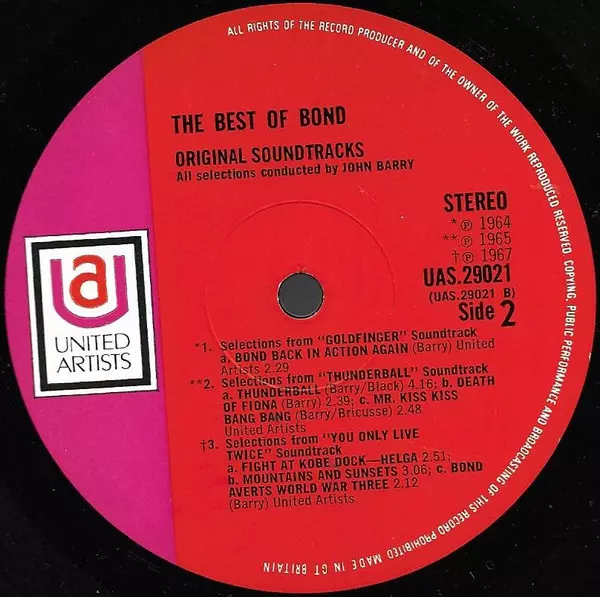 ALL RIGHTS OF THE RECORD PRODUCER AND OF THE OWNER OF THE WORK REPRODUCED RESERVED COPYING, PUBLIC PERFORMANCE AND BROADCASTING OF THIS RECORD PROHIBITED MADE IN GT BRITAIN
THE BEST OF BOND
ORIGINAL SOUNDTRACKS
All selections conducted by JOHN BARRY
STEREO
* ℗ 1964
** ℗ 1965
† ℗ 1967
UAS.29021
(UAS.29021 B)
Side 2
ua
UNITED
ARTISTS
*1. Selections from "GOLDFINGER" Soundtrack
a. BOND BACK IN ACTION AGAIN (Barry) United
Artists 2.29
**2. Selections from "THUNDERBALL" Soundtrack
a. THUNDERBALL (Barry/Black) 4.16; b. DEATH
OF FIONA (Barry) 2.39; c. MR. KISS KISS
BANG BANG (Barry/Bricusse) 2.48
United Artists
†3. Selections from "YOU ONLY LIVE
TWICE" Soundtrack
a. FIGHT AT KOBE DOCK—HELGA 2.51;
b. MOUNTAINS AND SUNSETS 3.06; c. BOND
AVERTS WORLD WAR THREE 2.12
(Barry) United Artists